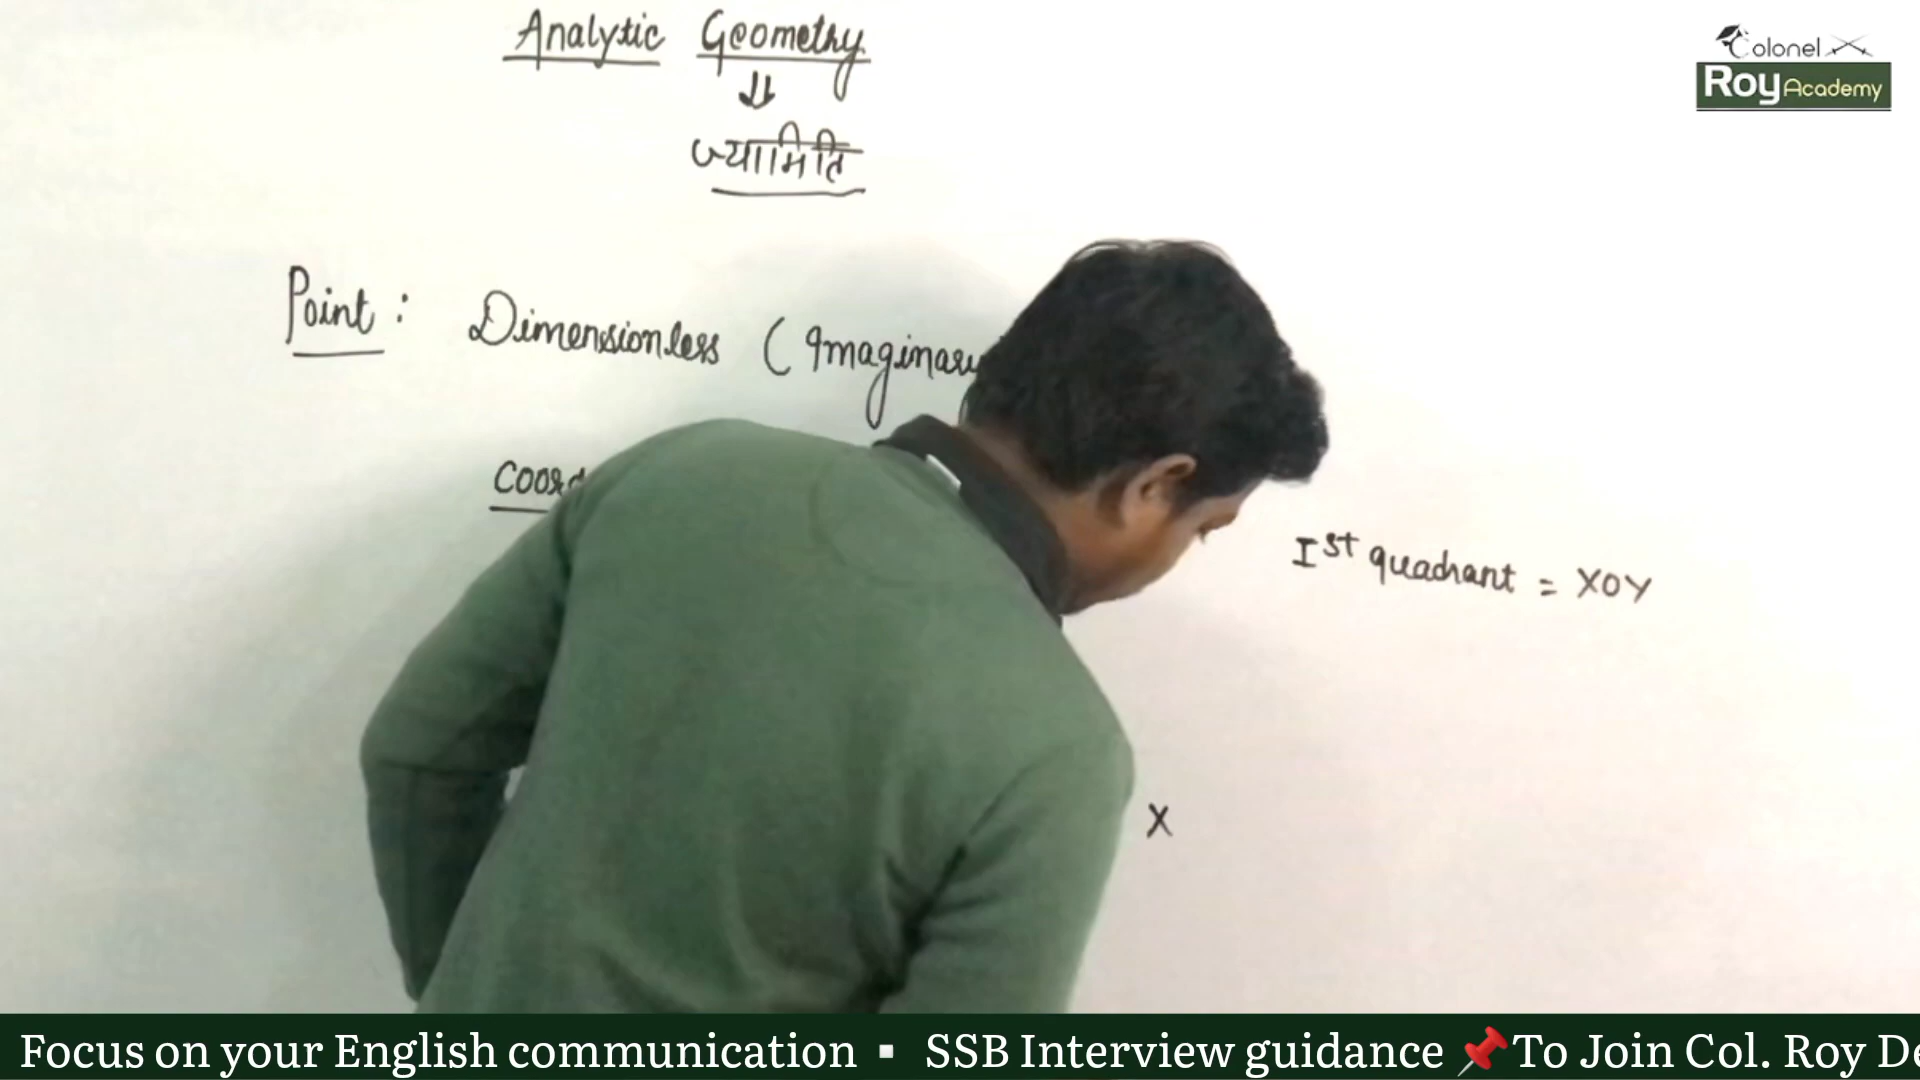 Analytic Geometry
⇓
ज्यामिति
Colonel
Roy Academy
Point : Dimensionless (Imaginary
Ist quadrant = XOY
X
Focus on your English communication ▪ SSB Interview guidance 📌To Join Col. Roy De